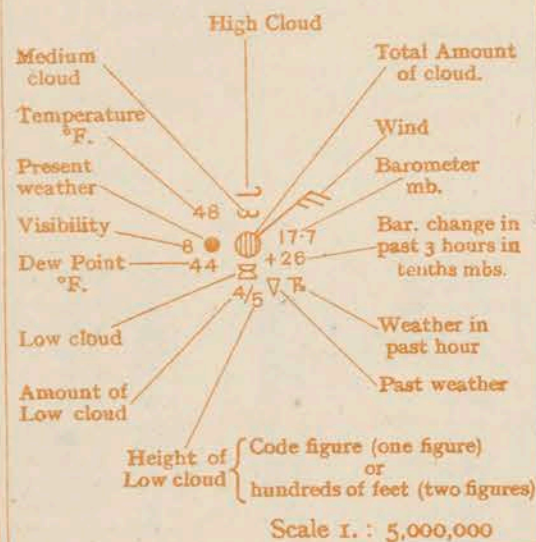 High Cloud
Medium
cloud
Total Amount
of cloud.
Temperature
°F.
Wind
Present
weather
Barometer
mb.
Visibility
Bar. change in
past 3 hours in
tenths mbs.
Dew Point
°F.
48
8
17·7
44
+26
4/5
Low cloud
Weather in
past hour
Amount of
Low cloud
Past weather
Height of
Low cloud
Code figure (one figure)
or
hundreds of feet (two figures)
Scale 1. : 5,000,000